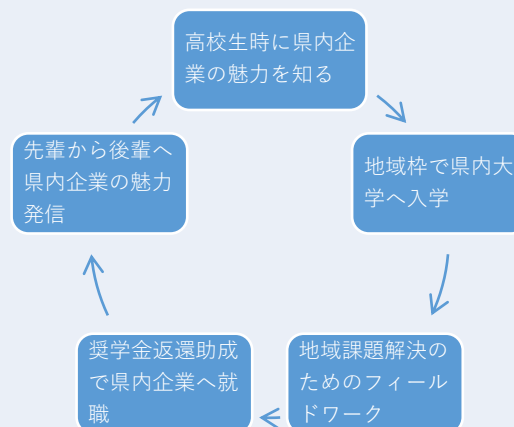 高校生時に県内企
業の魅力を知る
地域枠で県内大
学へ入学
地域課題解決の
ためのフィール
ドワーク
奨学金返還助成
で県内企業へ就
職
先輩から後輩へ
県内企業の魅力
発信